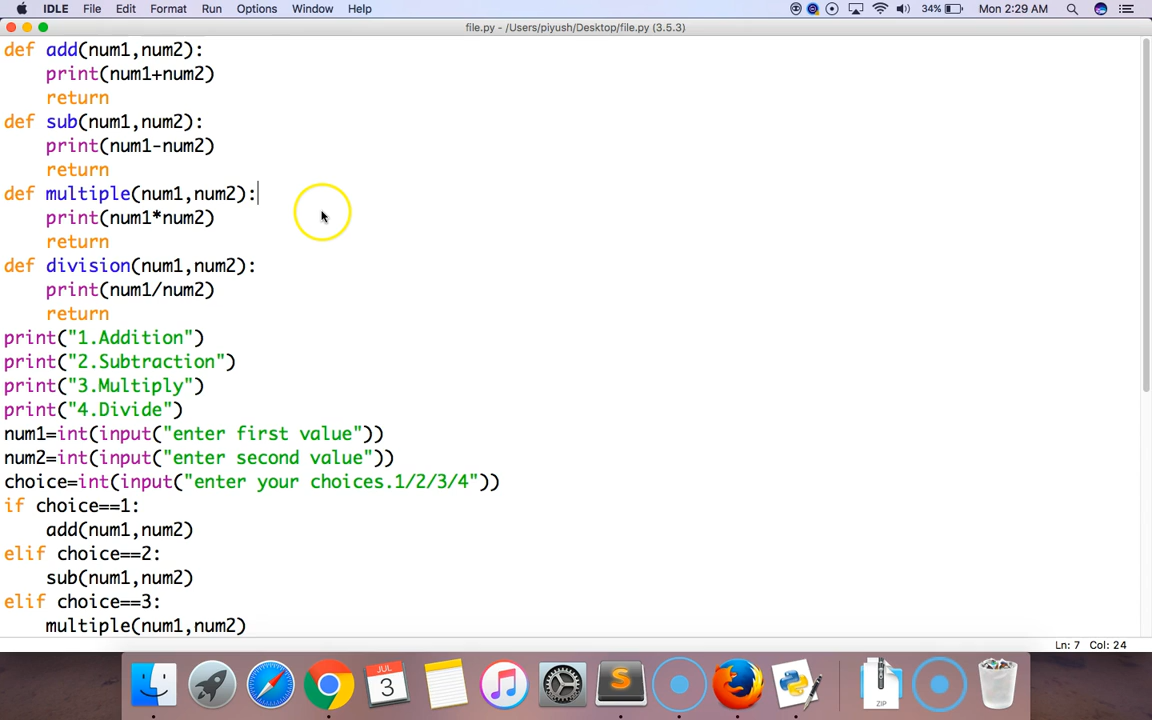 IDLE File Edit Format Run Options Window Help 34% Mon 2:29 AM
file.py - /Users/piyush/Desktop/file.py (3.5.3)
def add(num1,num2):
    print(num1+num2)
    return
def sub(num1,num2):
    print(num1-num2)
    return
def multiple(num1,num2):
    print(num1*num2)
    return
def division(num1,num2):
    print(num1/num2)
    return
print("1.Addition")
print("2.Subtraction")
print("3.Multiply")
print("4.Divide")
num1=int(input("enter first value"))
num2=int(input("enter second value"))
choice=int(input("enter your choices.1/2/3/4"))
if choice==1:
    add(num1,num2)
elif choice==2:
    sub(num1,num2)
elif choice==3:
    multiple(num1,num2)
Ln: 7 Col: 24
JUL
3
ZIP